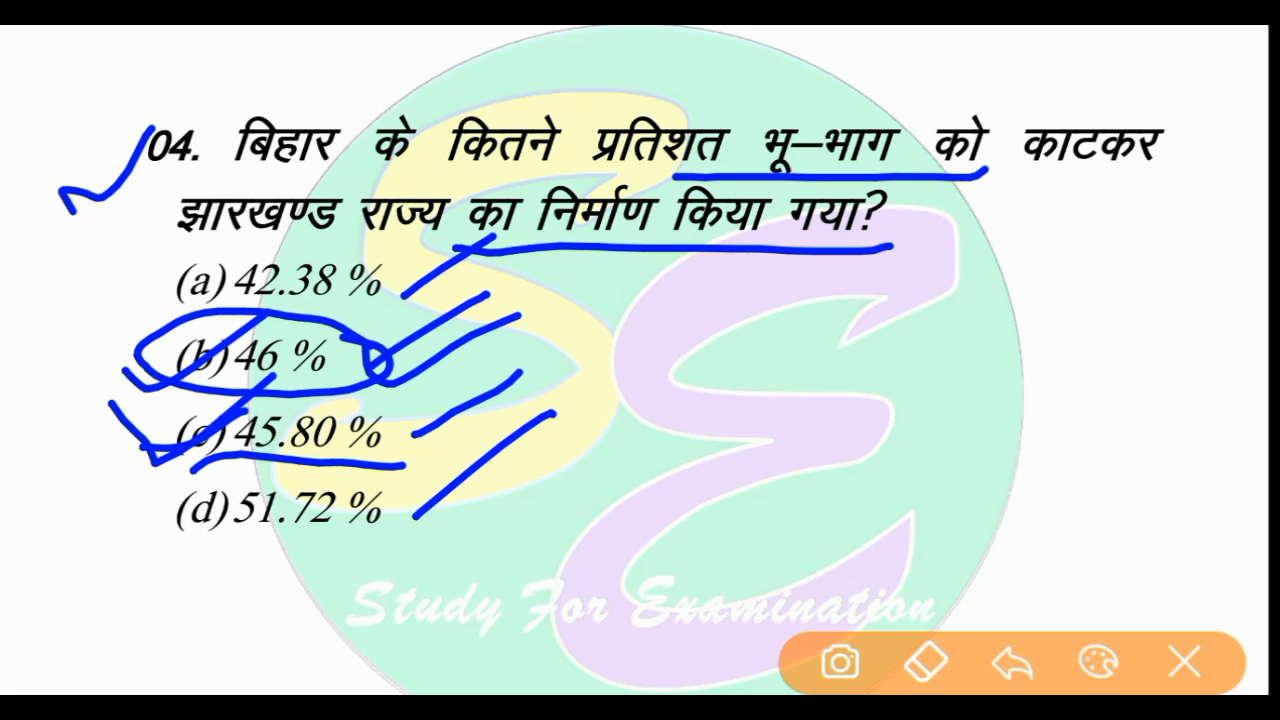 04. बिहार के कितने प्रतिशत भू–भाग को काटकर
झारखण्ड राज्य का निर्माण किया गया?
(a) 42.38 %
(b) 46 %
(c) 45.80 %
(d) 51.72 %
Study For Examination